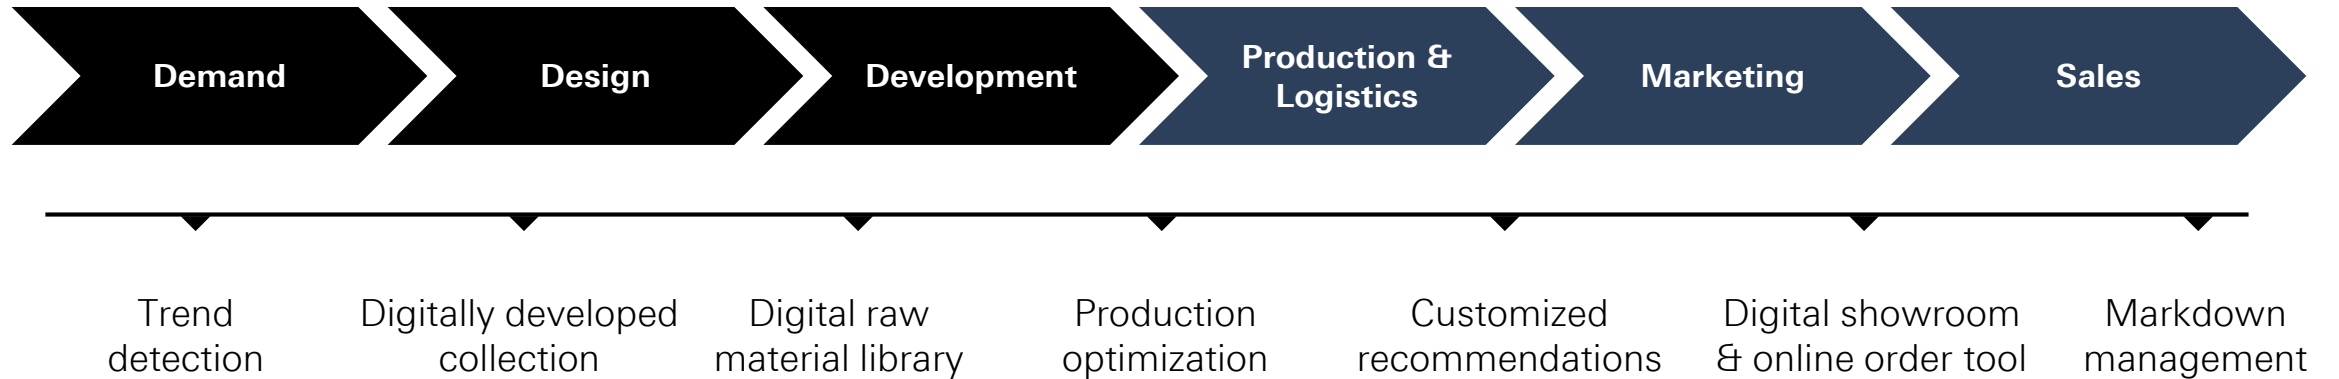 Demand
Design
Development
Production &
Logistics
Marketing
Sales
Trend
detection
Digitally developed
collection
Digital raw
material library
Production
optimization
Customized
recommendations
Digital showroom
& online order tool
Markdown
management